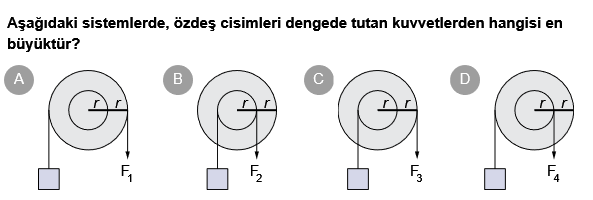 Aşağıdaki sistemlerde, özdeş cisimleri dengede tutan kuvvetlerden hangisi en
büyüktür?
A B C D
r r r r r r r r
F1 F2 F3 F4